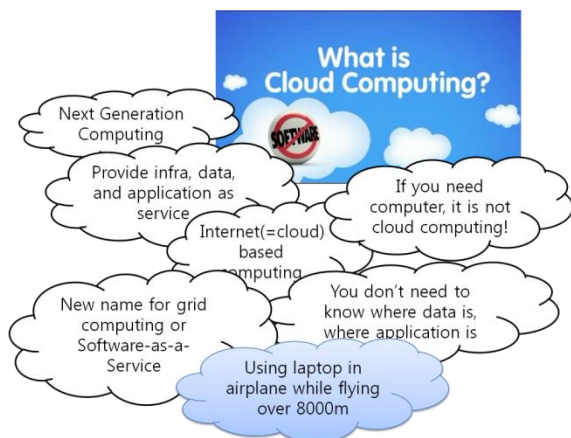 What is
Cloud Computing?
SOFTWARE
Next Generation
Computing
Provide infra, data,
and application as
service
If you need
computer, it is not
cloud computing!
Internet(=cloud)
based
computing
New name for grid
computing or
Software-as-a-
Service
You don't need to
know where data is,
where application is
Using laptop in
airplane while flying
over 8000m